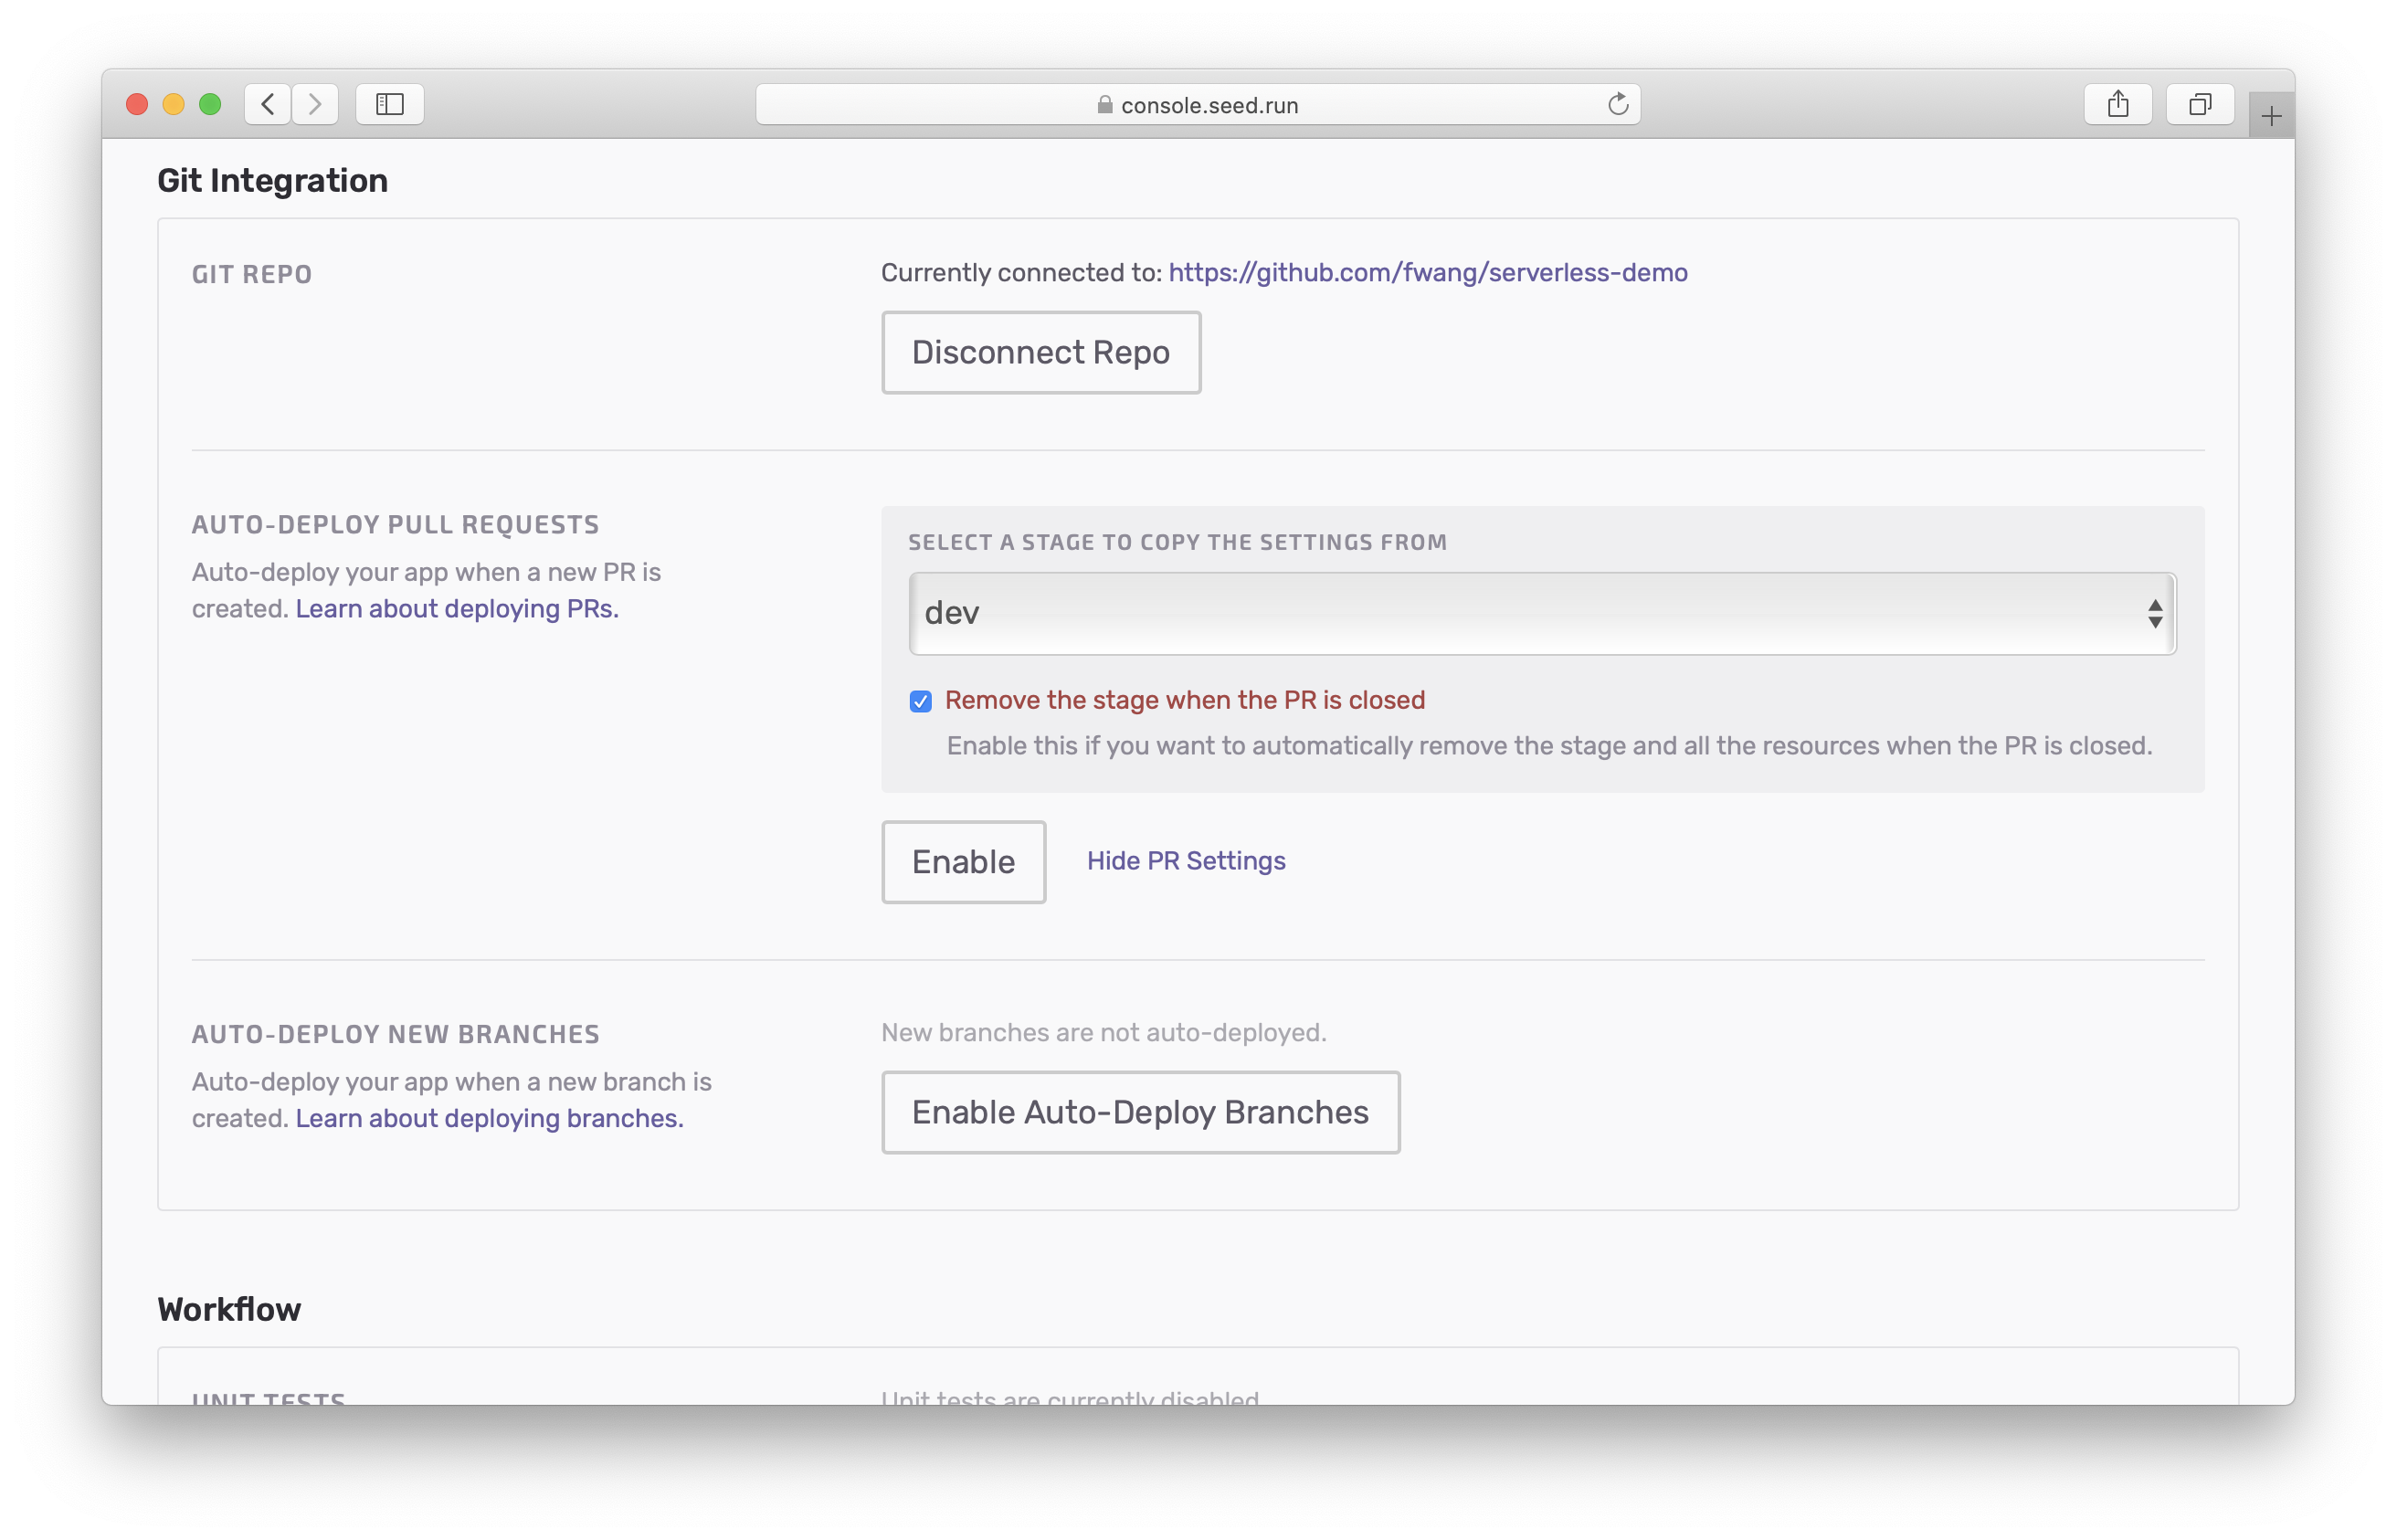 console.seed.run
Git Integration
GIT REPO
Currently connected to: https://github.com/fwang/serverless-demo
Disconnect Repo
AUTO-DEPLOY PULL REQUESTS
Auto-deploy your app when a new PR is
created. Learn about deploying PRs.
SELECT A STAGE TO COPY THE SETTINGS FROM
dev
Remove the stage when the PR is closed
Enable this if you want to automatically remove the stage and all the resources when the PR is closed.
Enable
Hide PR Settings
AUTO-DEPLOY NEW BRANCHES
Auto-deploy your app when a new branch is
created. Learn about deploying branches.
New branches are not auto-deployed.
Enable Auto-Deploy Branches
Workflow
UNIT TESTS
Unit tests are currently disabled